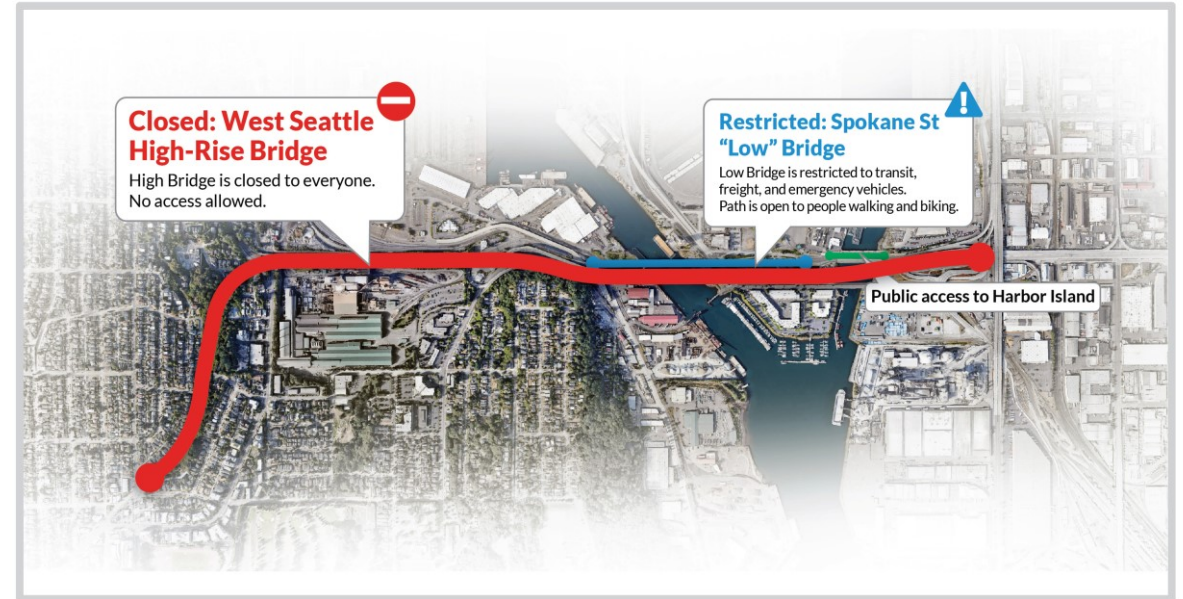 Closed: West Seattle
High-Rise Bridge
High Bridge is closed to everyone.
No access allowed.
Restricted: Spokane St
“Low” Bridge
Low Bridge is restricted to transit,
freight, and emergency vehicles.
Path is open to people walking and biking.
Public access to Harbor Island